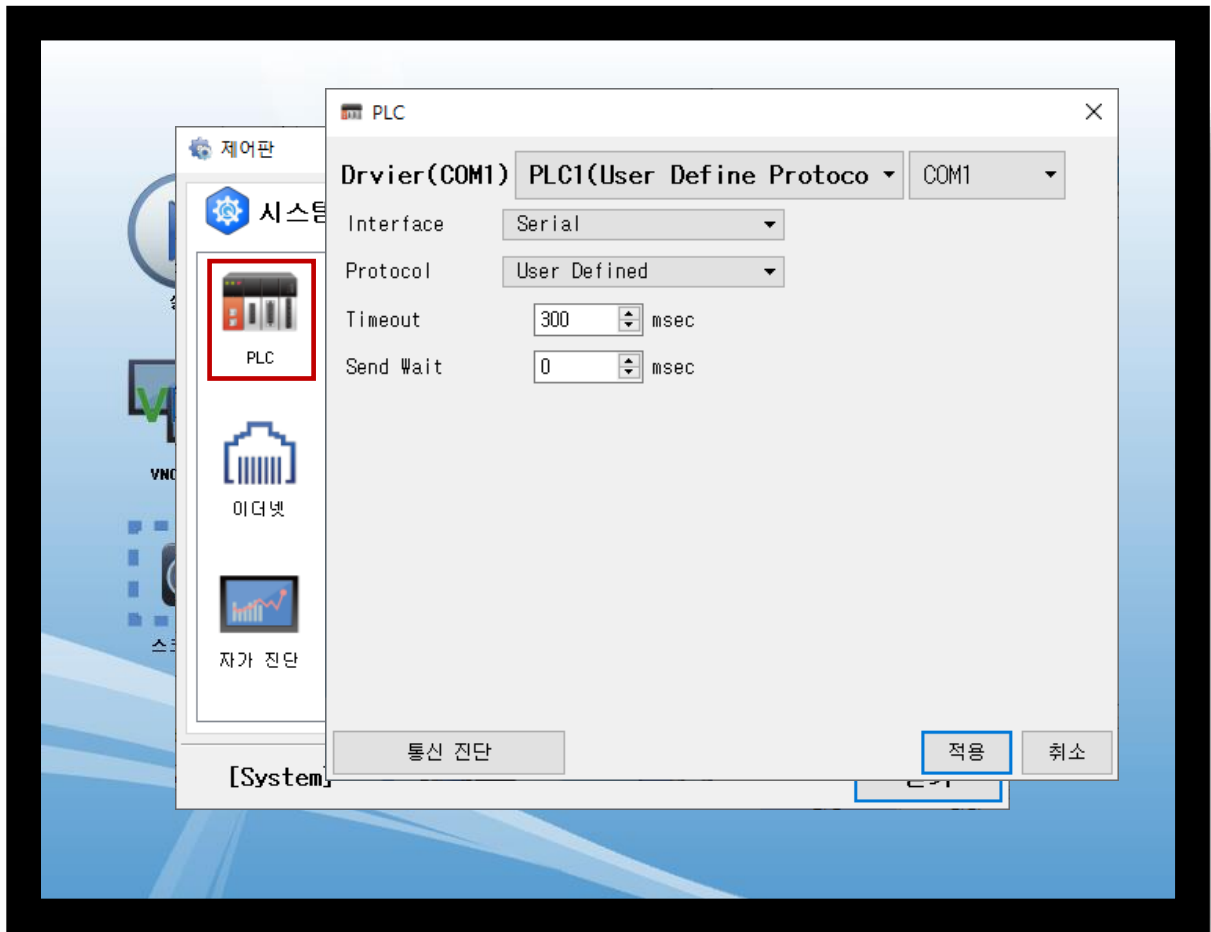 PLC
제어판
Drvier(COM1) PLC1(User Define Protoco COM1
시스템
Interface Serial
Protocol User Defined
Timeout 300 msec
PLC
Send Wait 0 msec
VNC
이더넷
자가 진단
통신 진단 적용 취소
[System]